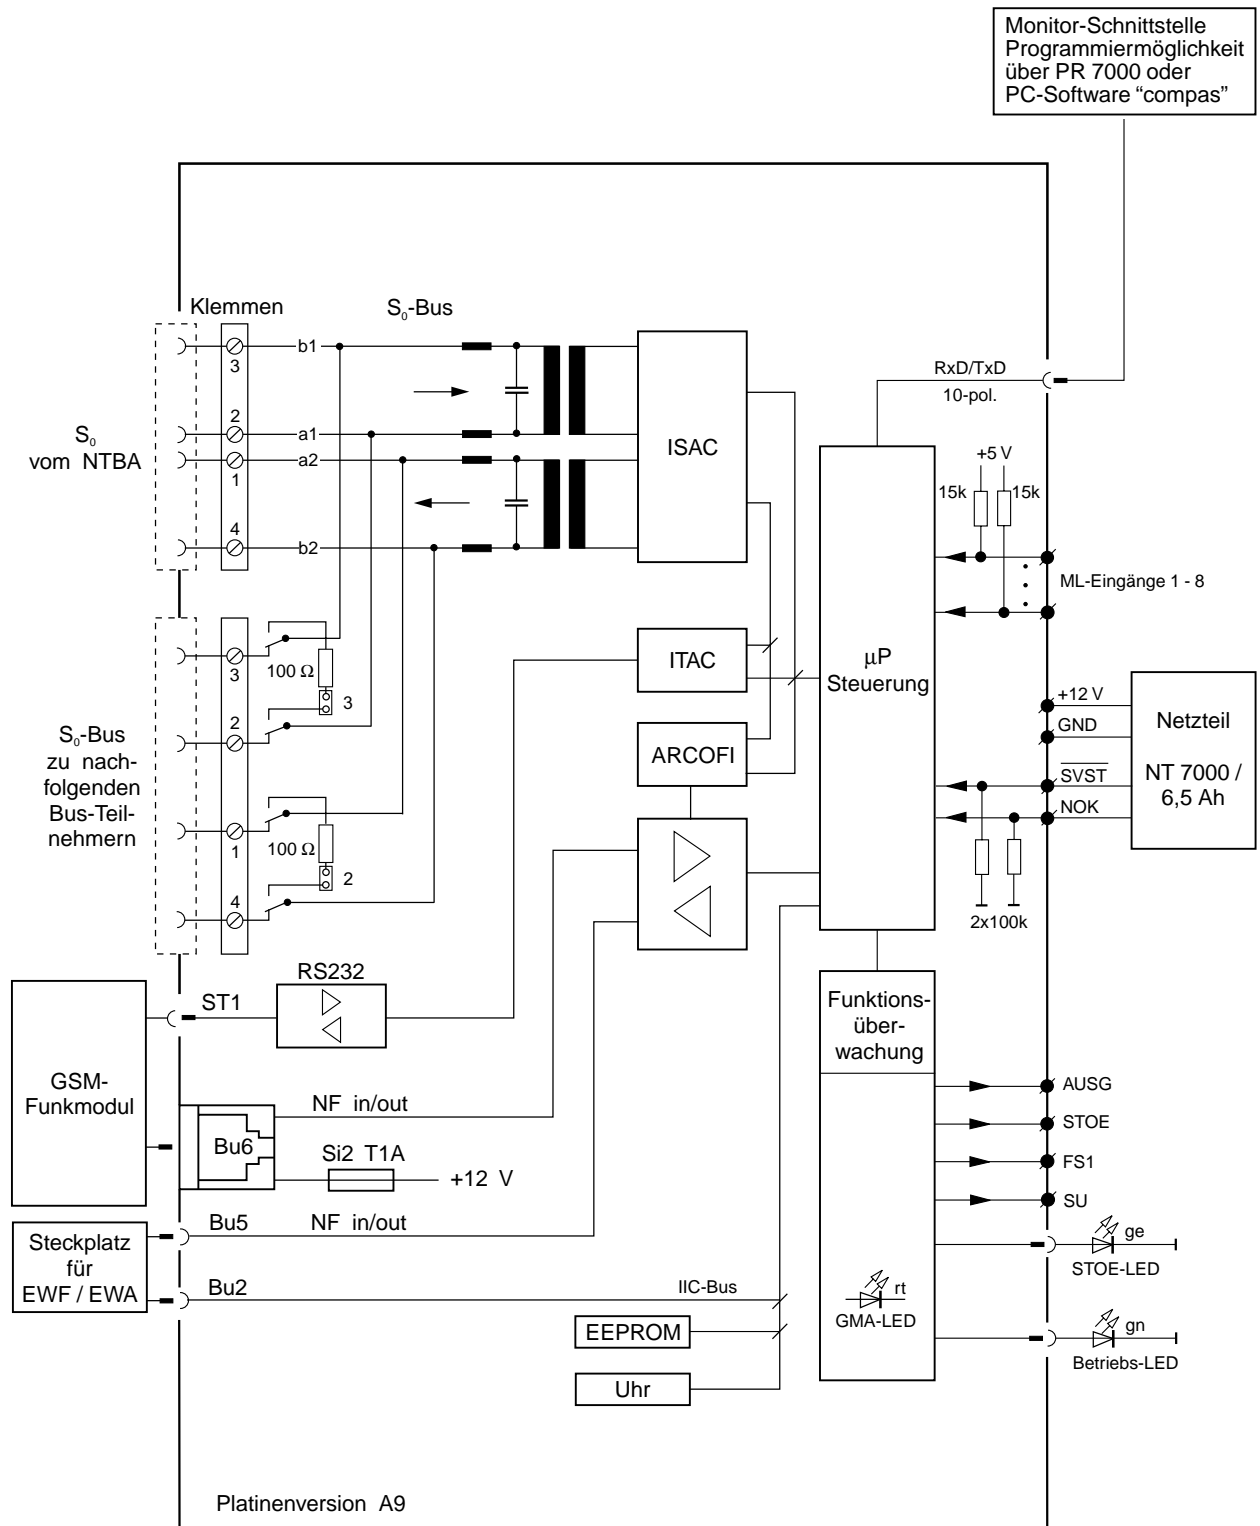 Monitor-Schnittstelle
Programmiermöglichkeit
über PR 7000 oder
PC-Software “compas”
Klemmen
S₀-Bus
S₀
vom NTBA
3
2
1
4
b1
a1
a2
b2
ISAC
RxD/TxD
10-pol.
+5 V
15k
15k
ML-Eingänge 1 - 8
ITAC
ARCOFI
µP
Steuerung
+12 V
GND
SVST
NOK
2x100k
Netzteil
NT 7000 /
6,5 Ah
S₀-Bus
zu nach-
folgenden
Bus-Teil-
nehmern
3
2
1
4
100 Ω
3
100 Ω
2
RS232
ST1
GSM-
Funkmodul
Bu6
NF in/out
Si2 T1A
+12 V
Bu5
NF in/out
Steckplatz
für
EWF / EWA
Bu2
IIC-Bus
EEPROM
Uhr
Funktions-
über-
wachung
AUSG
STOE
FS1
SU
ge
STOE-LED
rt
GMA-LED
gn
Betriebs-LED
Platinenversion A9